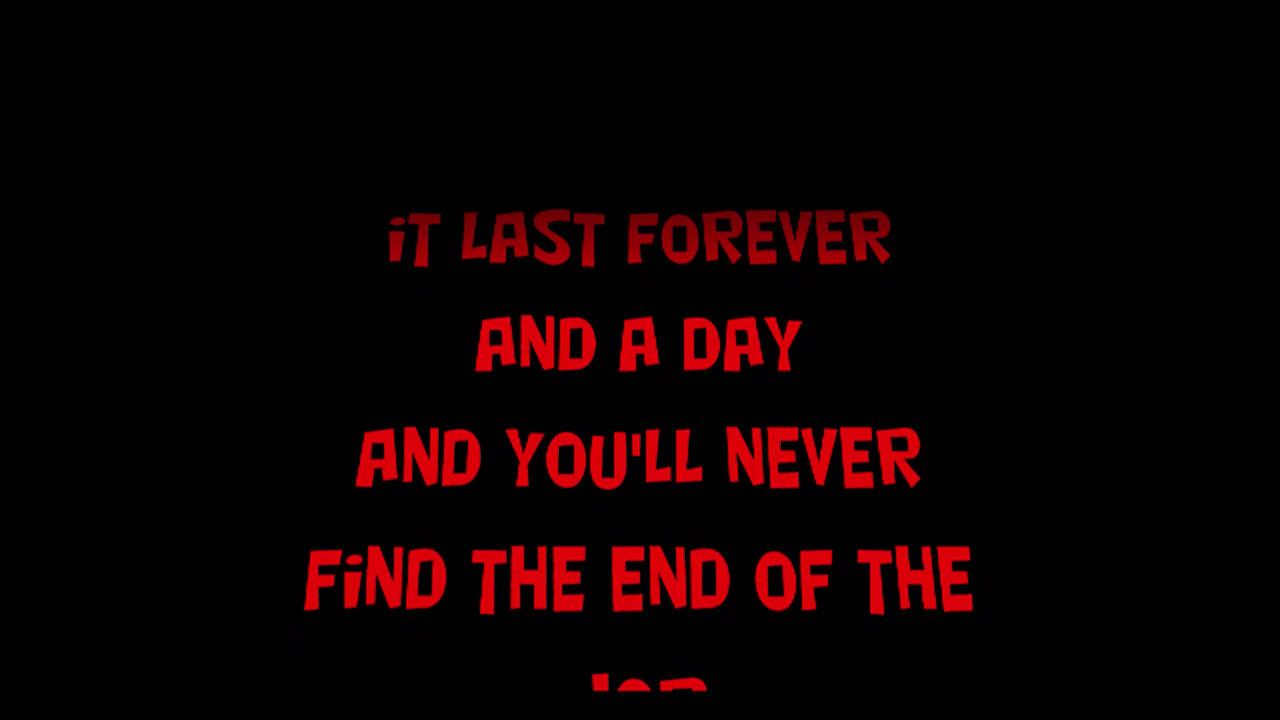 iT LAST FOREVER
AND A DAY
AND YOU'LL NEVER
FiND THE END OF THE